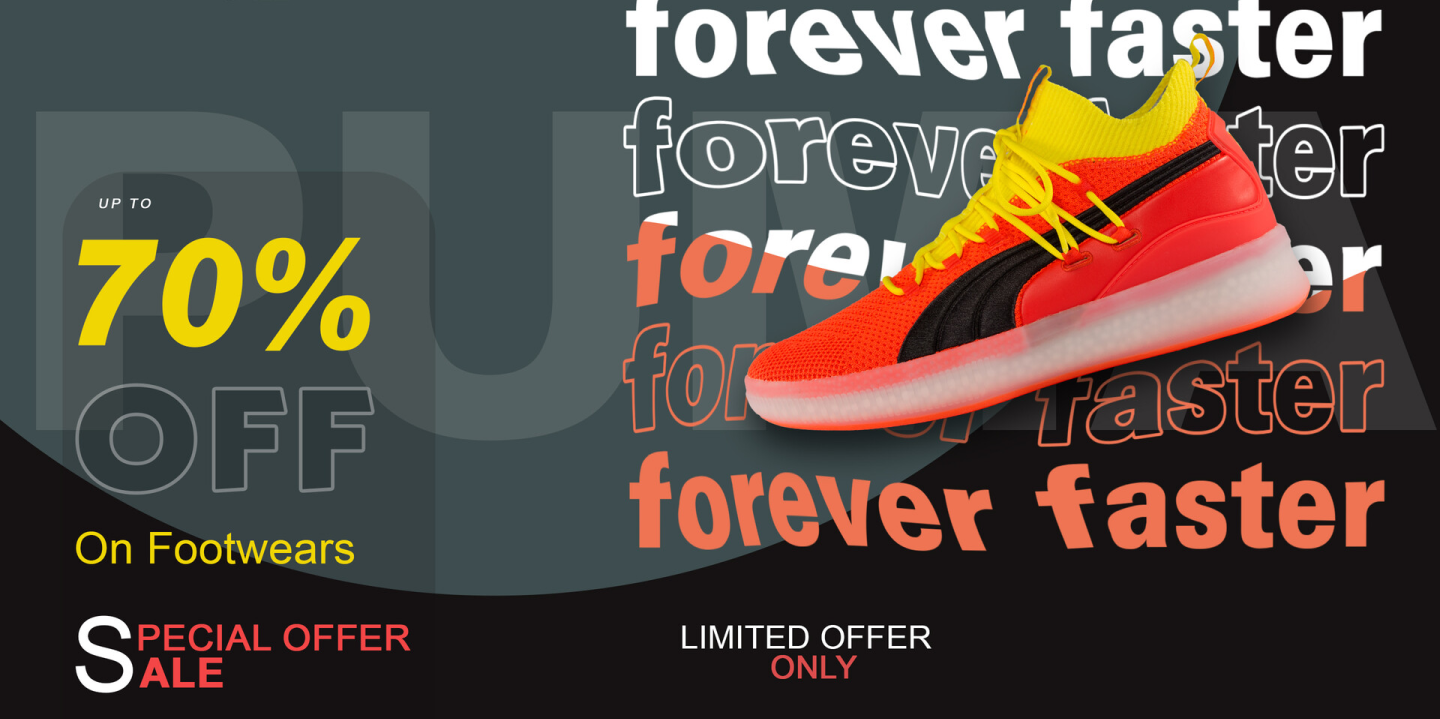 PUMA
UP TO
70%
OFF
On Footwears
SPECIAL OFFER
SALE
forever faster
forever faster
forever faster
forever faster
forever faster
LIMITED OFFER
ONLY